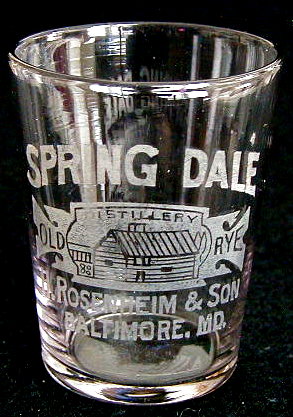 SPRING DALE
DISTILLERY
OLD RYE
H. ROSENHEIM & SON
BALTIMORE. MD.